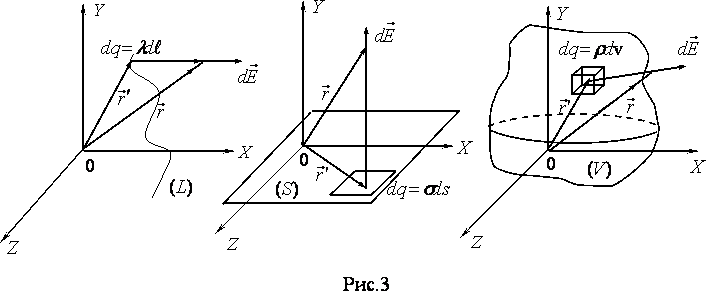 Y
dq= λdℓ
dE⃗
r⃗'
r⃗
0
X
(L)
Z
Y
dE⃗
r⃗
0
X
r⃗'
(S)
dq= σds
Z
Y
dq= ρdv
dE⃗
r⃗'
r⃗
0
X
(V)
Z
Рис.3